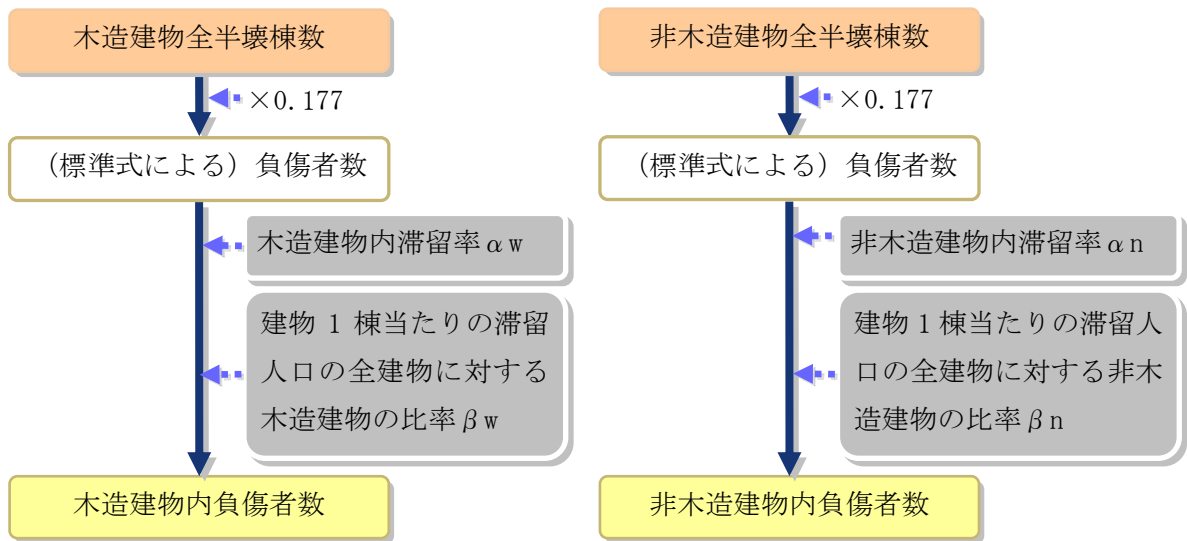 木造建物全半壊棟数
×0.177
(標準式による)負傷者数
木造建物内滞留率αw
建物 1 棟当たりの滞留
人口の全建物に対する
木造建物の比率βw
木造建物内負傷者数
非木造建物全半壊棟数
×0.177
(標準式による)負傷者数
非木造建物内滞留率αn
建物 1 棟当たりの滞留人
口の全建物に対する非木
造建物の比率βn
非木造建物内負傷者数